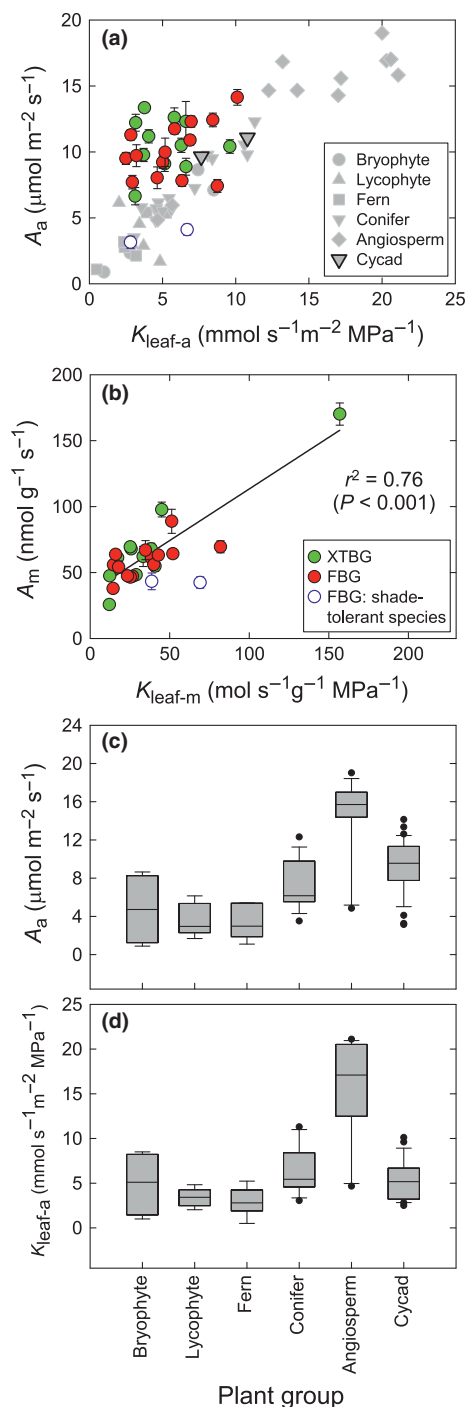 (a)
20
15
10
5
0
A_a (μmol m⁻² s⁻¹)
Bryophyte
Lycophyte
Fern
Conifer
Angiosperm
Cycad
0 5 10 15 20 25
K_leaf-a (mmol s⁻¹m⁻² MPa⁻¹)
(b)
200
150
100
50
0
A_m (nmol g⁻¹ s⁻¹)
r² = 0.76
(P < 0.001)
XTBG
FBG
FBG: shade-
tolerant species
0 50 100 150 200
K_leaf-m (mol s⁻¹g⁻¹ MPa⁻¹)
(c)
24
20
16
12
8
4
0
A_a (μmol m⁻² s⁻¹)
(d)
25
20
15
10
5
0
K_leaf-a (mmol s⁻¹m⁻² MPa⁻¹)
Bryophyte
Lycophyte
Fern
Conifer
Angiosperm
Cycad
Plant group